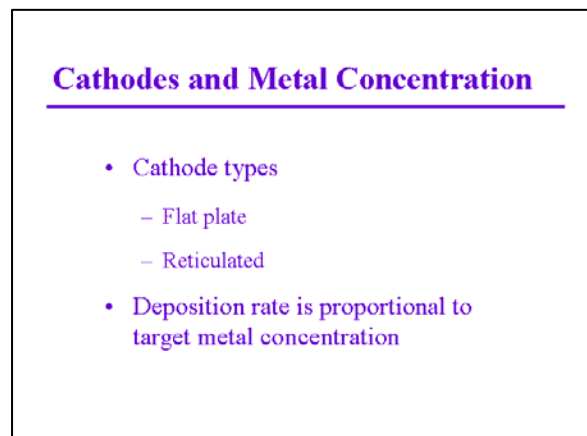 Cathodes and Metal Concentration
• Cathode types
– Flat plate
– Reticulated
• Deposition rate is proportional to
target metal concentration